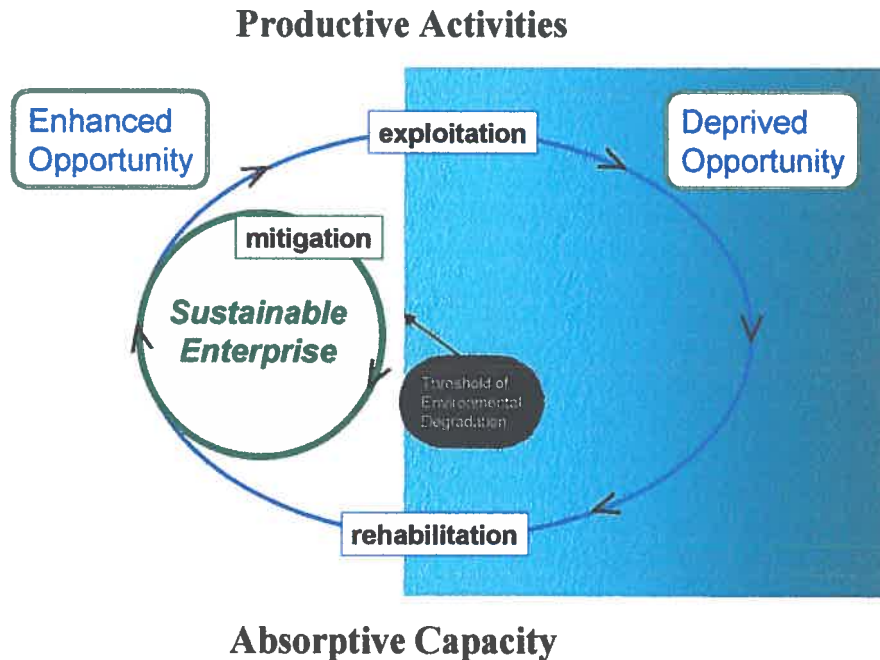 Productive Activities
Enhanced
Opportunity
exploitation
Deprived
Opportunity
mitigation
Sustainable
Enterprise
Threshold of
Environmental
Degradation
rehabilitation
Absorptive Capacity